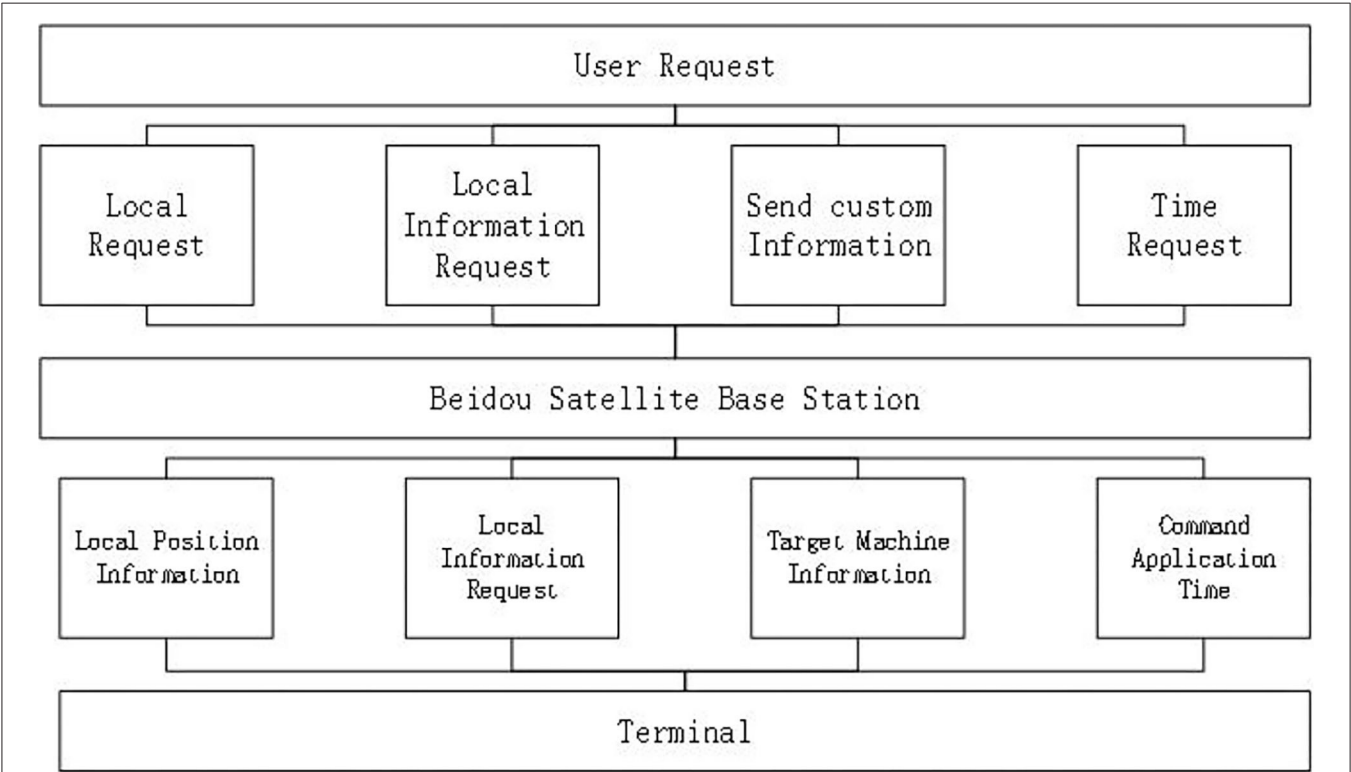 User Request
Local
Request
Local
Information
Request
Send custom
Information
Time
Request
Beidou Satellite Base Station
Local Position
Information
Local
Information
Request
Target Machine
Information
Command
Application
Time
Terminal